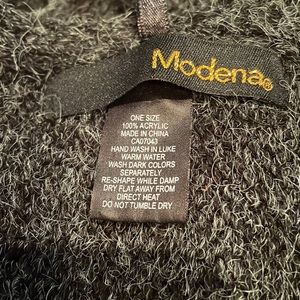 Modena®
ONE SIZE
100% ACRYLIC
MADE IN CHINA
CA07043
HAND WASH IN LUKE
WARM WATER
WASH DARK COLORS
SEPARATELY
RE-SHAPE WHILE DAMP
DRY FLAT AWAY FROM
DIRECT HEAT
DO NOT TUMBLE DRY